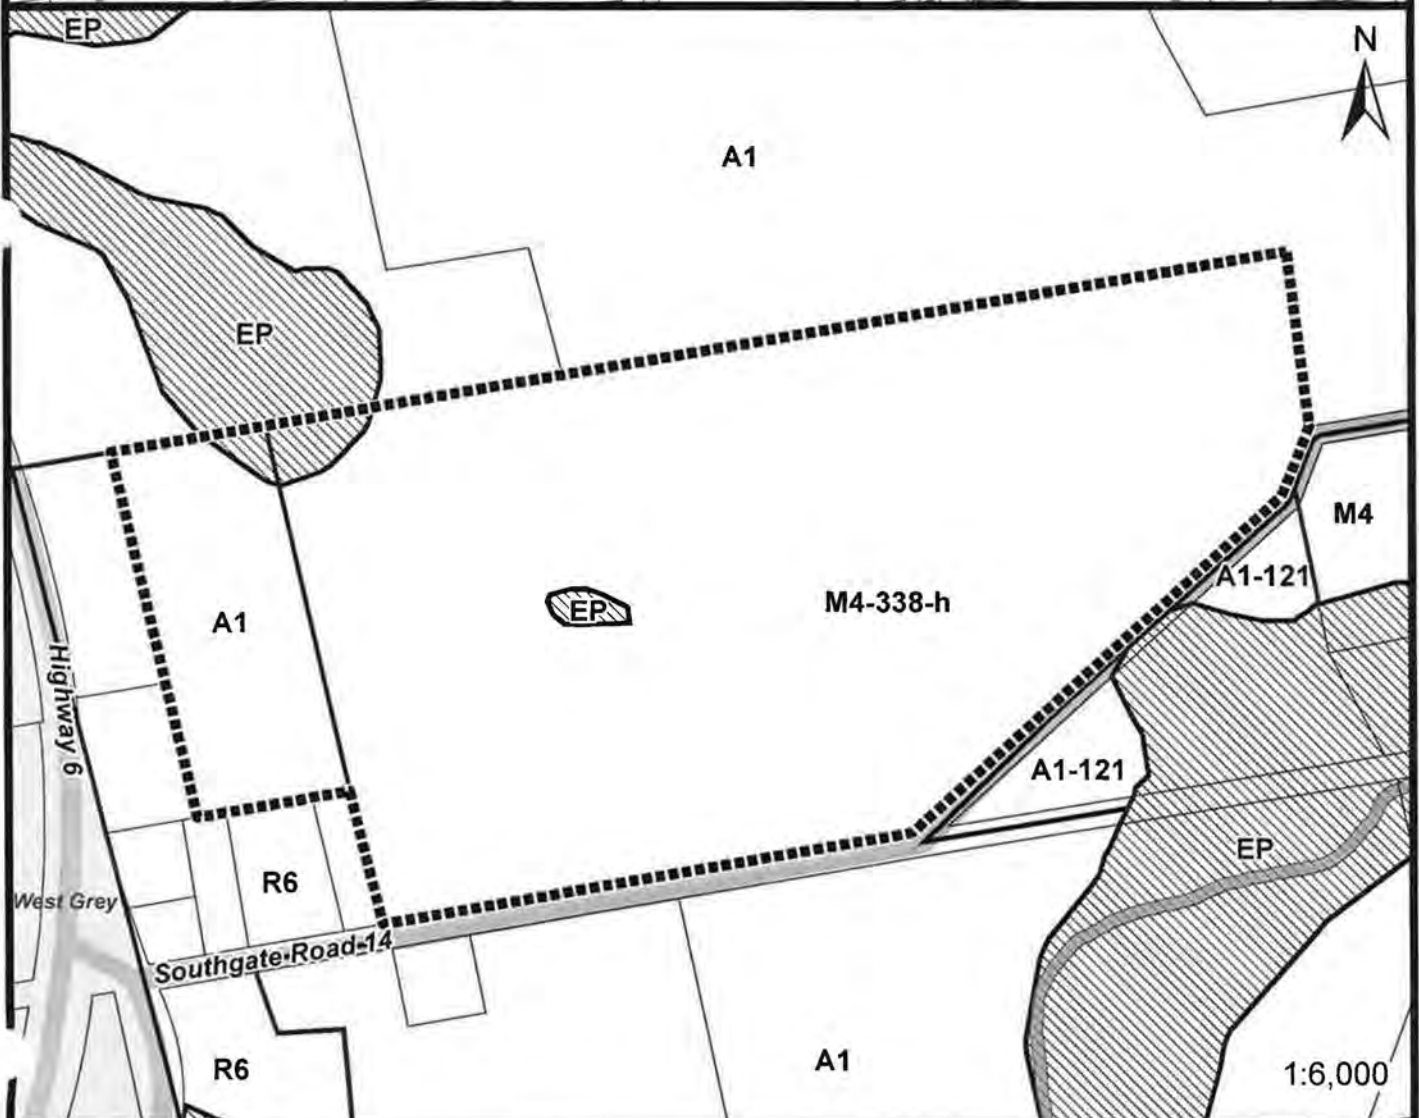 EP
N
A1
EP
M4
A1-121
M4-338-h
EP
A1
Highway 6
A1-121
EP
R6
West Grey
Southgate Road 14
R6
A1
1:6,000